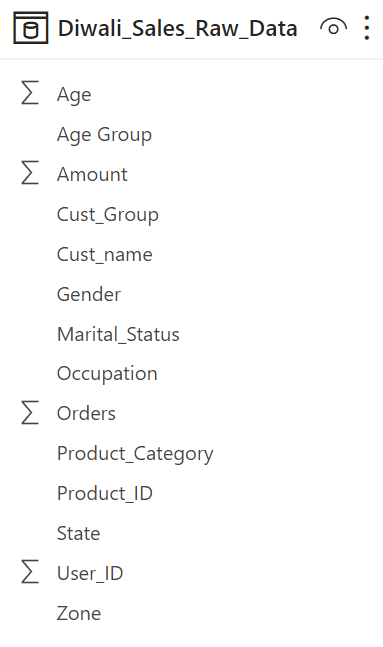 Diwali_Sales_Raw_Data
∑ Age
Age Group
∑ Amount
Cust_Group
Cust_name
Gender
Marital_Status
Occupation
∑ Orders
Product_Category
Product_ID
State
∑ User_ID
Zone